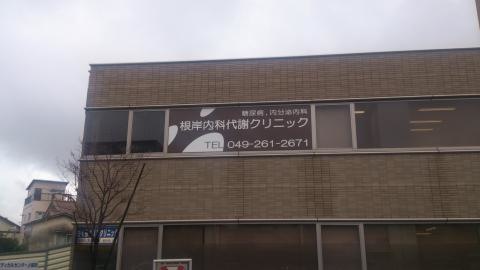 糖尿病、内分泌内科
根岸内科代謝クリニック
TEL 049-261-2671